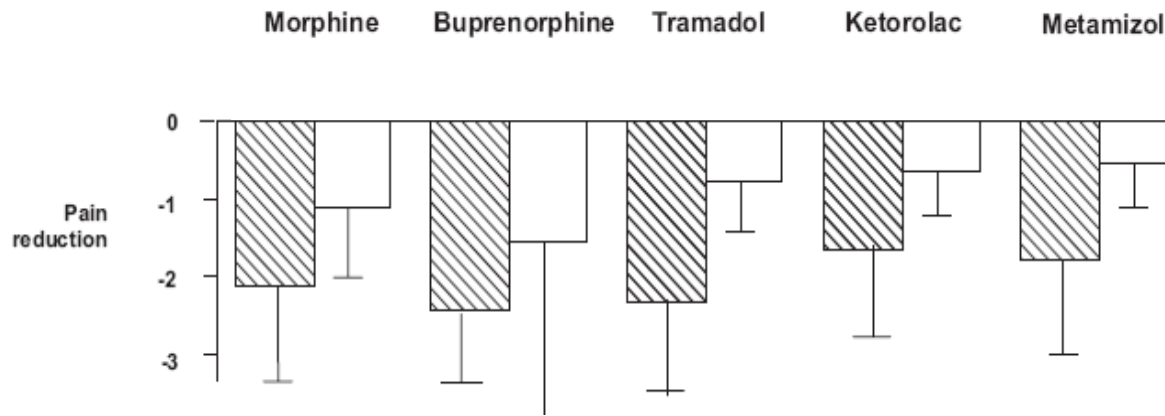 Morphine Buprenorphine Tramadol Ketorolac Metamizol
0
-1
Pain
reduction
-2
-3